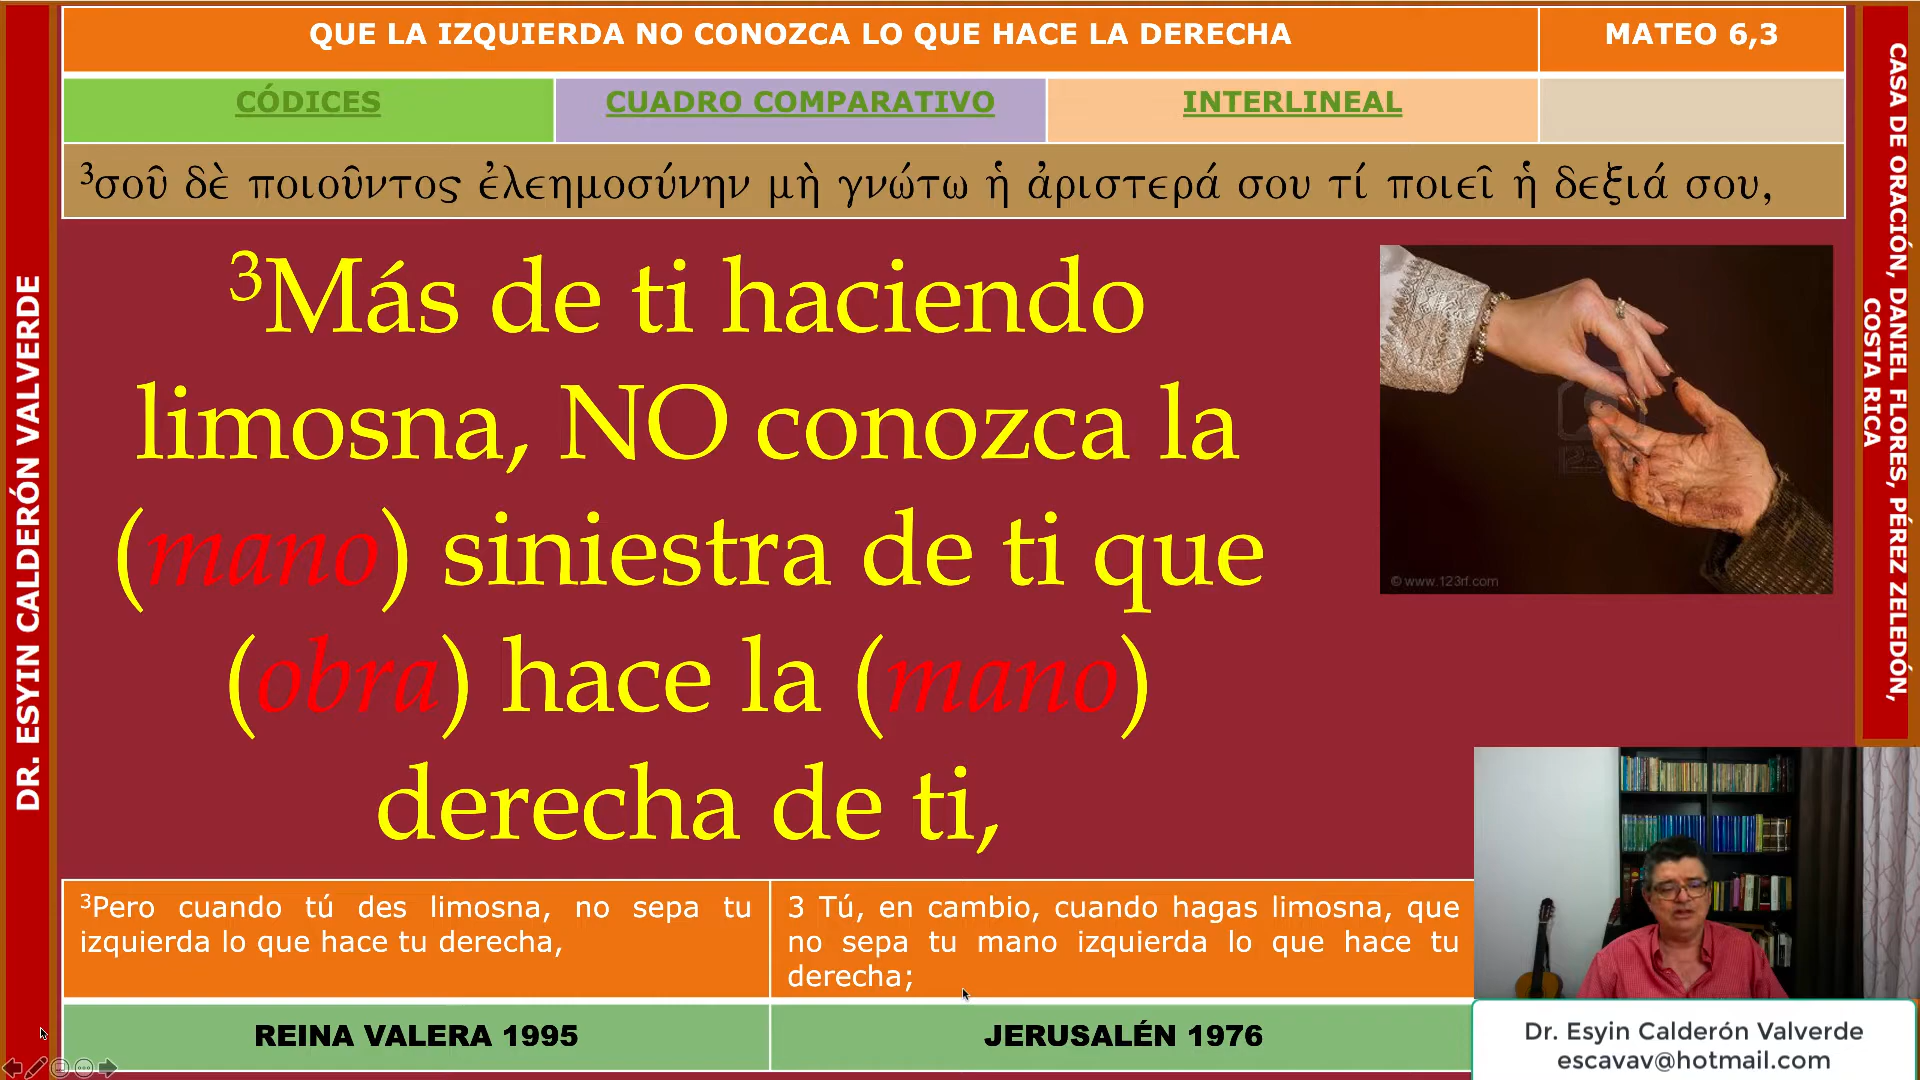 QUE LA IZQUIERDA NO CONOZCA LO QUE HACE LA DERECHA
MATEO 6,3
CÓDICES
CUADRO COMPARATIVO
INTERLINEAL
³σοῦ δὲ ποιοῦντος ἐλεημοσύνην μὴ γνώτω ἡ ἀριστερά σου τί ποιεῖ ἡ δεξιά σου,
³Más de ti haciendo
limosna, NO conozca la
(mano) siniestra de ti que
(obra) hace la (mano)
derecha de ti,
© www.123rf.com
³Pero cuando tú des limosna, no sepa tu
izquierda lo que hace tu derecha,
3 Tú, en cambio, cuando hagas limosna, que
no sepa tu mano izquierda lo que hace tu
derecha;
REINA VALERA 1995
JERUSALÉN 1976
DR. ESYIN CALDERÓN VALVERDE
CASA DE ORACIÓN, DANIEL FLORES, PÉREZ ZELEDÓN,
COSTA RICA
Dr. Esyin Calderón Valverde
escavav@hotmail.com